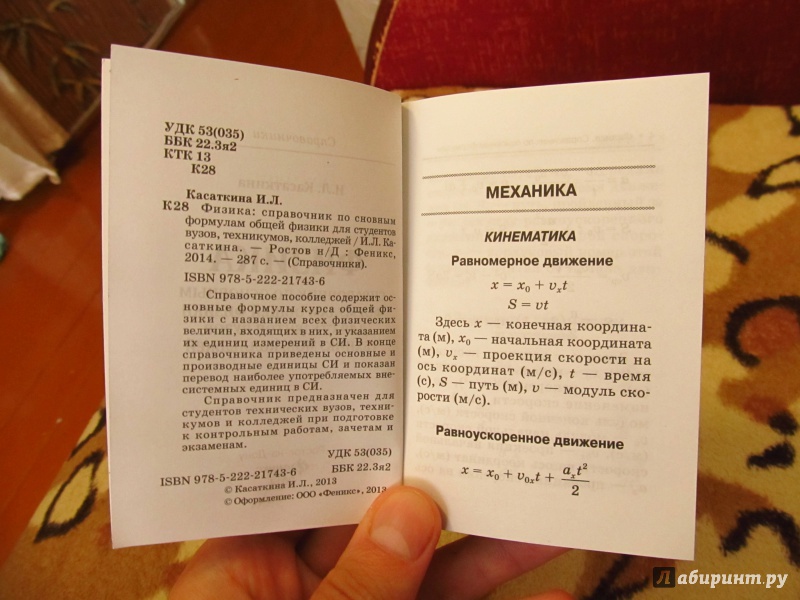 УДК 53(035)
ББК 22.3я2
КТК 13
К28
Касаткина И.Л.
К28 Физика: справочник по сновным
формулам общей физики для студентов
вузов, техникумов, колледжей / И.Л. Ка-
саткина. — Ростов н/Д : Феникс,
2014. — 287 с. — (Справочники).
ISBN 978-5-222-21743-6
Справочное пособие содержит ос-
новные формулы курса общей фи-
зики с названием всех физических
величин, входящих в них, и указанием
их единиц измерений в СИ. В конце
справочника приведены основные и
производные единицы СИ и показан
перевод наиболее употребляемых вне-
системных единиц в СИ.
Справочник предназначен для
студентов технических вузов, техни-
кумов и колледжей при подготовке
к контрольным работам, зачетам и
экзаменам.
УДК 53(035)
ББК 22.3я2
ISBN 978-5-222-21743-6
© Касаткина И.Л., 2013
© Оформление: ООО «Феникс», 2013
МЕХАНИКА
КИНЕМАТИКА
Равномерное движение
x = x₀ + υₓt
S = υt
Здесь x — конечная координа-
та (м), x₀ — начальная координата
(м), υₓ — проекция скорости на
ось координат (м/с), t — время
(с), S — путь (м), υ — модуль ско-
рости (м/с).
Равноускоренное движение
x = x₀ + υ₀ₓt + aₓt²/2
Лабиринт.ру